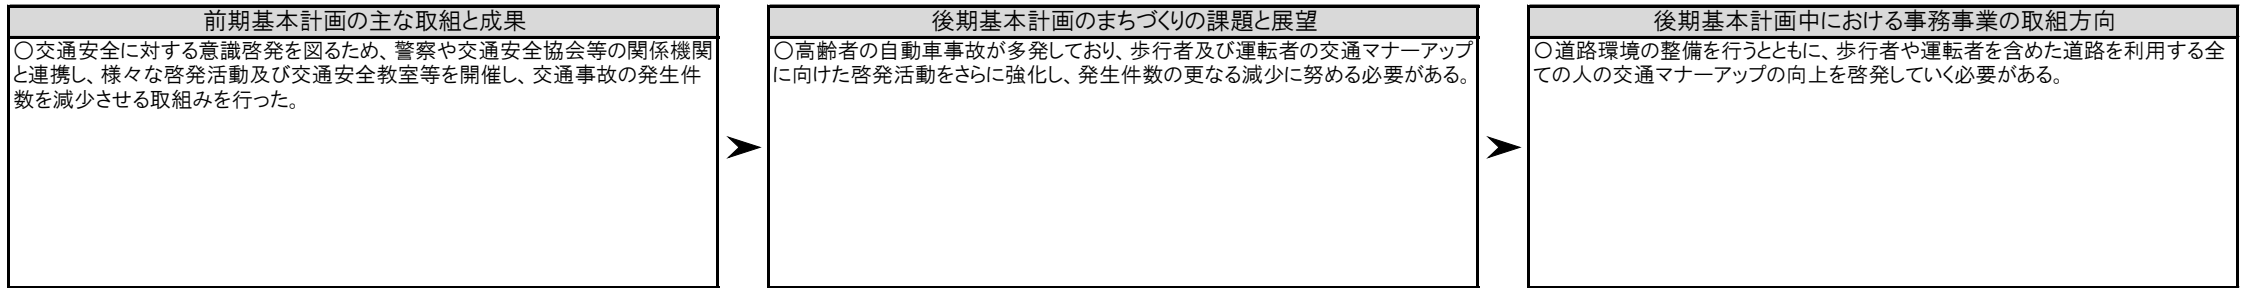 前期基本計画の主な取組と成果
〇交通安全に対する意識啓発を図るため、警察や交通安全協会等の関係機関
と連携し、様々な啓発活動及び交通安全教室等を開催し、交通事故の発生件
数を減少させる取組みを行った。
後期基本計画のまちづくりの課題と展望
〇高齢者の自動車事故が多発しており、歩行者及び運転者の交通マナーアップ
に向けた啓発活動をさらに強化し、発生件数の更なる減少に努める必要がある。
後期基本計画中における事務事業の取組方向
〇道路環境の整備を行うとともに、歩行者や運転者を含めた道路を利用する全
ての人の交通マナーアップの向上を啓発していく必要がある。